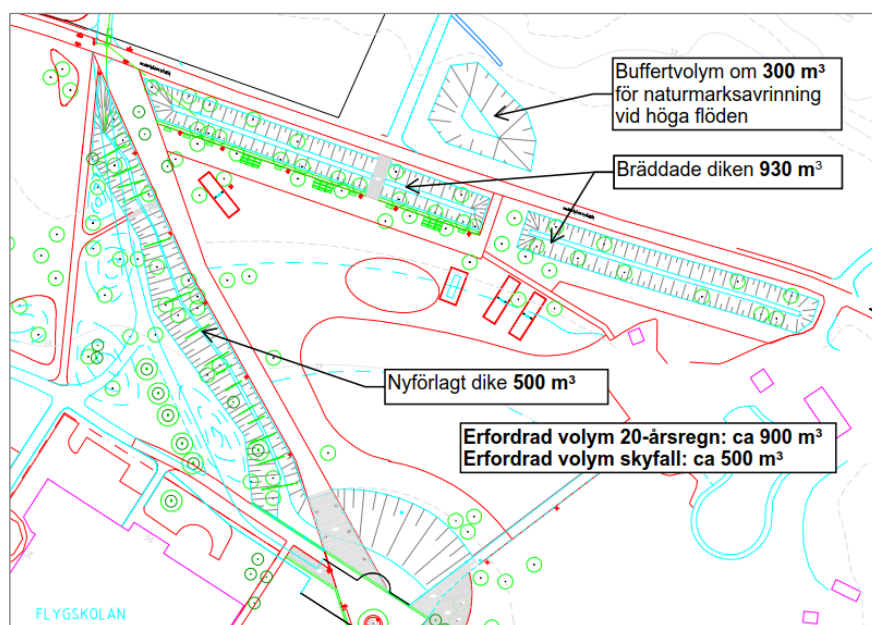 Buffertvolym om 300 m³
för naturmarksavrinning
vid höga flöden
Bräddade diken 930 m³
Nyförlagt dike 500 m³
Erfordrad volym 20-årsregn: ca 900 m³
Erfordrad volym skyfall: ca 500 m³
FLYGSKOLAN